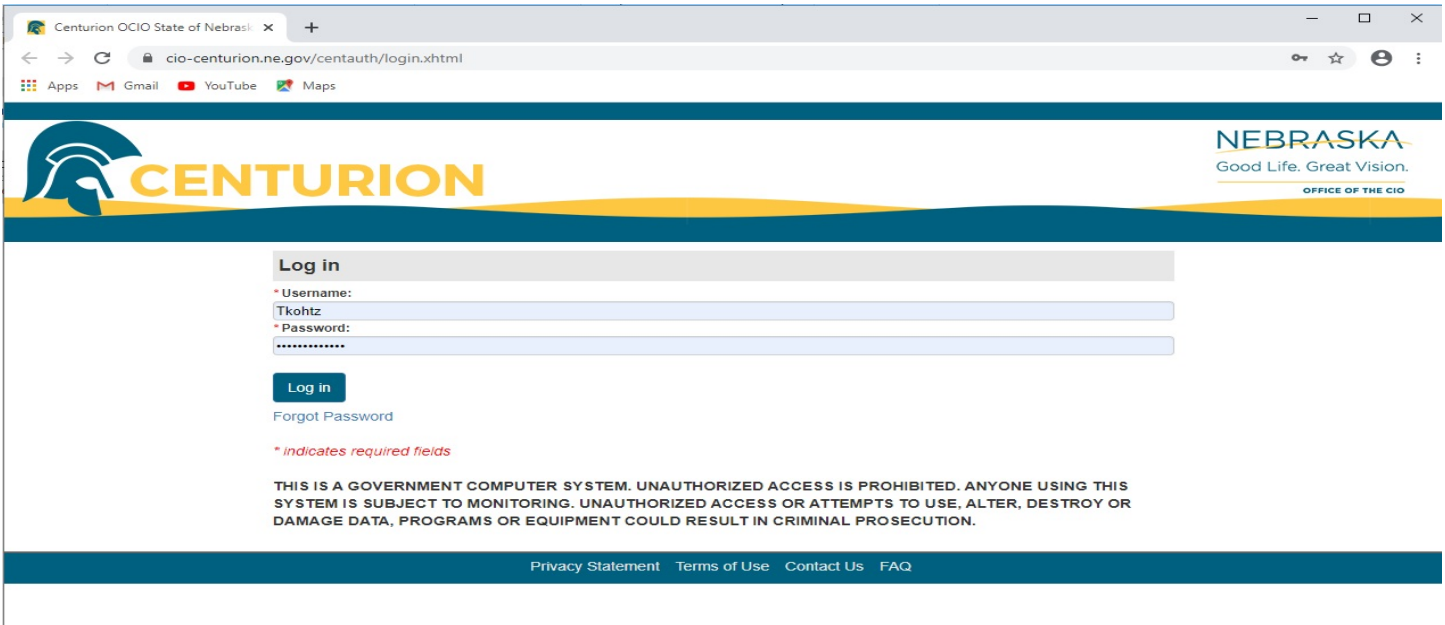 Centurion OCIO State of Nebrask
cio-centurion.ne.gov/centauth/login.xhtml
Apps Gmail YouTube Maps
CENTURION
NEBRASKA
Good Life. Great Vision.
OFFICE OF THE CIO
Log in
* Username:
Tkohtz
* Password:
•••••••••••••
Log in
Forgot Password
* indicates required fields
THIS IS A GOVERNMENT COMPUTER SYSTEM. UNAUTHORIZED ACCESS IS PROHIBITED. ANYONE USING THIS
SYSTEM IS SUBJECT TO MONITORING. UNAUTHORIZED ACCESS OR ATTEMPTS TO USE, ALTER, DESTROY OR
DAMAGE DATA, PROGRAMS OR EQUIPMENT COULD RESULT IN CRIMINAL PROSECUTION.
Privacy Statement Terms of Use Contact Us FAQ